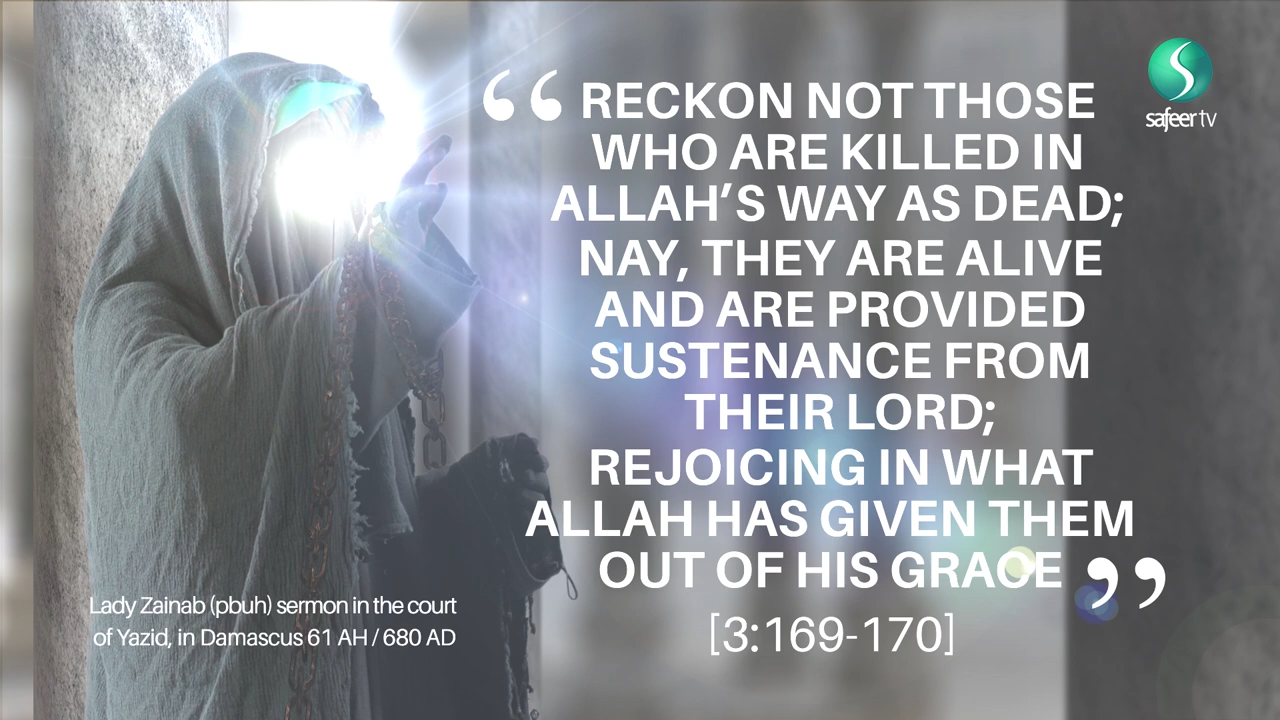 “ RECKON NOT THOSE
WHO ARE KILLED IN
ALLAH’S WAY AS DEAD;
NAY, THEY ARE ALIVE
AND ARE PROVIDED
SUSTENANCE FROM
THEIR LORD;
REJOICING IN WHAT
ALLAH HAS GIVEN THEM
OUT OF HIS GRACE ”
[3:169-170]
Lady Zainab (pbuh) sermon in the court
of Yazid, in Damascus 61 AH / 680 AD
safeer tv